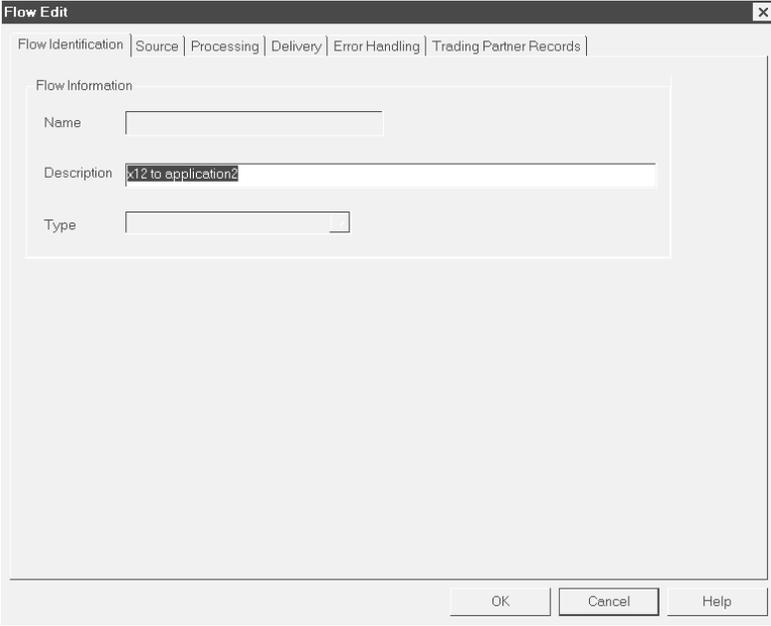 Flow Edit
Flow Identification Source Processing Delivery Error Handling Trading Partner Records
Flow Information
Name
Description x12 to application2
Type
OK Cancel Help